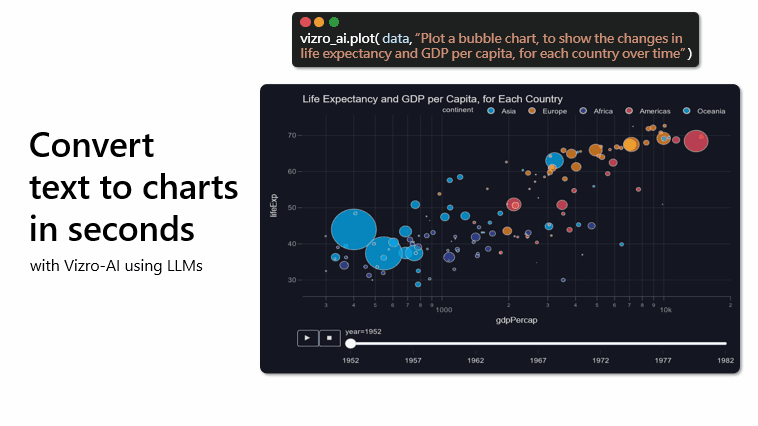 vizro_ai.plot( data, “Plot a bubble chart, to show the changes in
life expectancy and GDP per capita, for each country over time” )
Convert
text to charts
in seconds
with Vizro-AI using LLMs
Life Expectancy and GDP per Capita, for Each Country
continent Asia Europe Africa Americas Oceania
70
60
50
40
30
lifeExp
3 4 5 6 7 8 9 1000 2 3 4 5 6 7 8 9 10k 2
gdpPercap
year=1952
1952 1957 1962 1967 1972 1977 1982